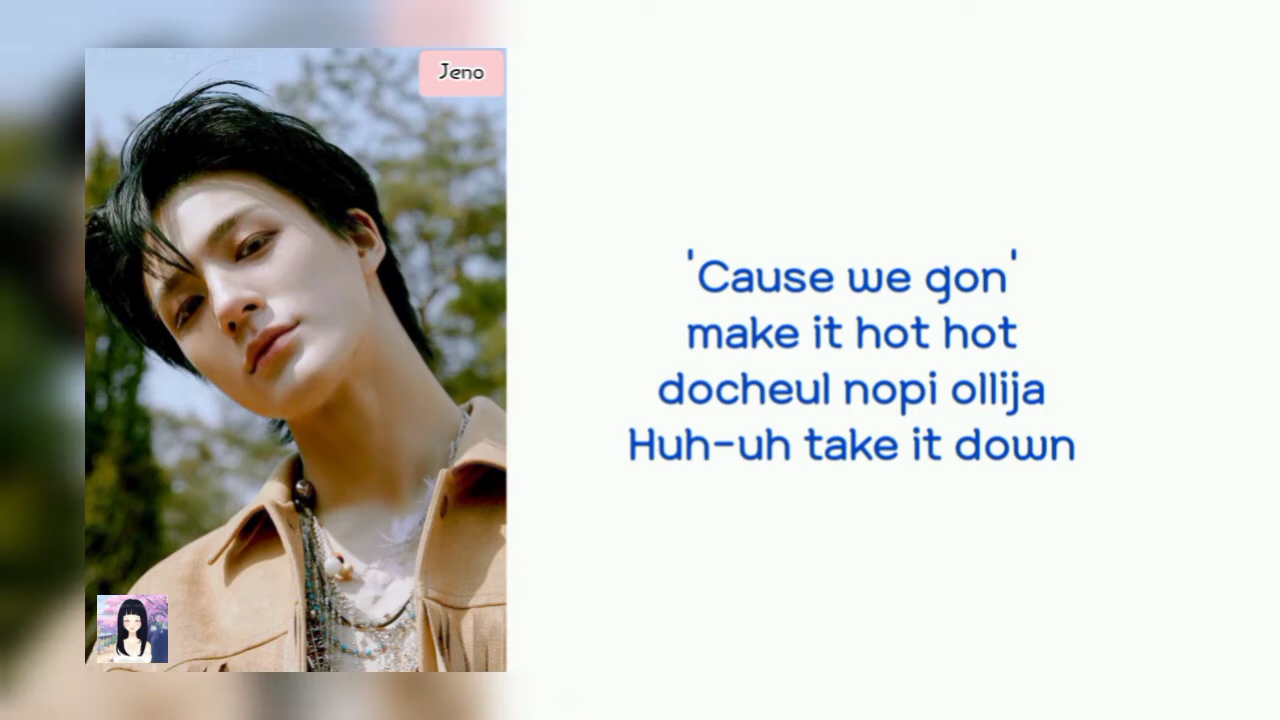 Jeno
'Cause we gon'
make it hot hot
docheul nopi ollija
Huh-uh take it down